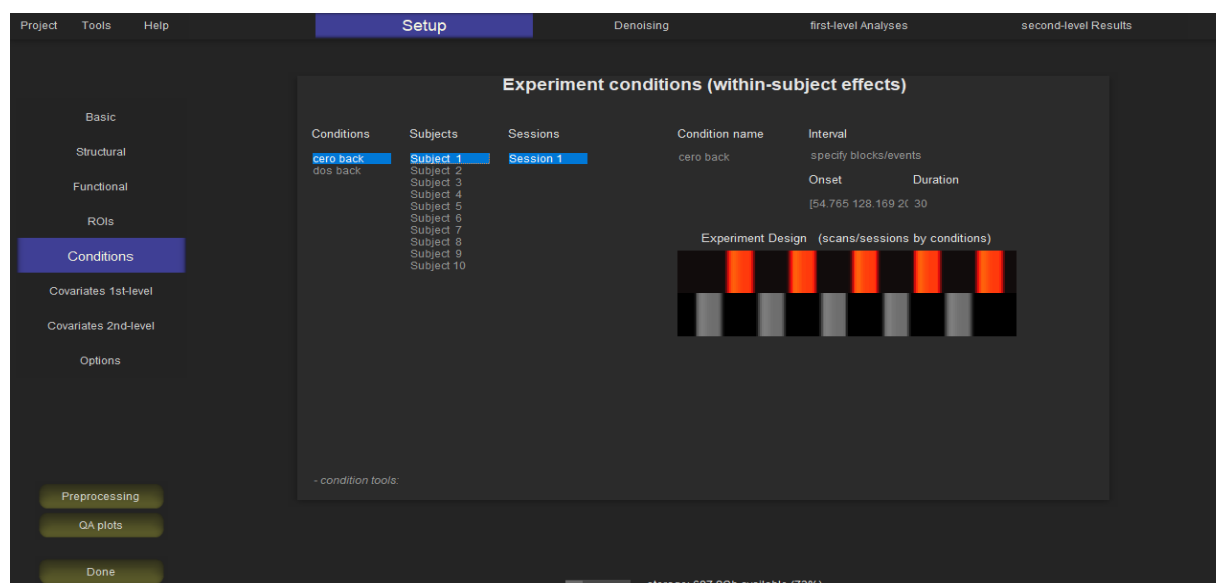 Project Tools Help Setup Denoising first-level Analyses second-level Results
Experiment conditions (within-subject effects)
Basic
Structural
Functional
ROIs
Conditions
Covariates 1st-level
Covariates 2nd-level
Options
Preprocessing
QA plots
Done
Conditions Subjects Sessions Condition name Interval
cero back Subject 1 Session 1 cero back specify blocks/events
dos back Subject 2
Subject 3
Subject 4
Subject 5
Subject 6
Subject 7
Subject 8
Subject 9
Subject 10
Onset Duration
[54.765 128.169 20 30
Experiment Design (scans/sessions by conditions)
- condition tools: